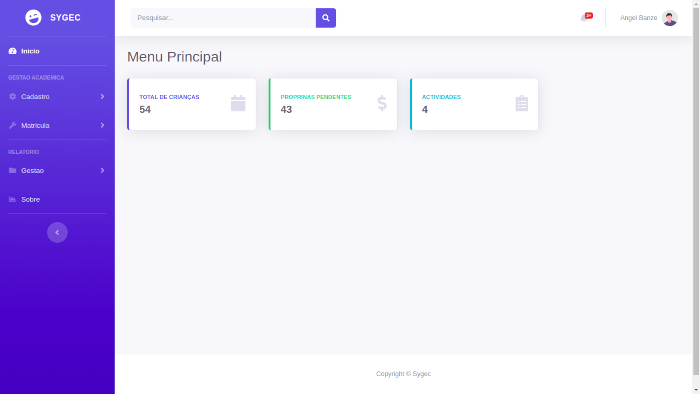 SYGEC
Pesquisar...
3+
Angel Banze
Inicio
GESTAO ACADEMICA
Cadastro
Matricula
RELATORIO
Gestao
Sobre
Menu Principal
TOTAL DE CRIANÇAS
54
PROPRINAS PENDENTES
43
ACTIVIDADES
4
Copyright © Sygec